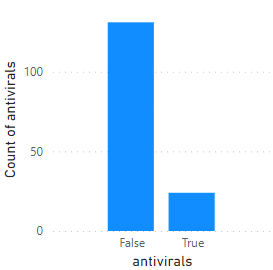 Count of antivirals
100
50
0
False True
antivirals